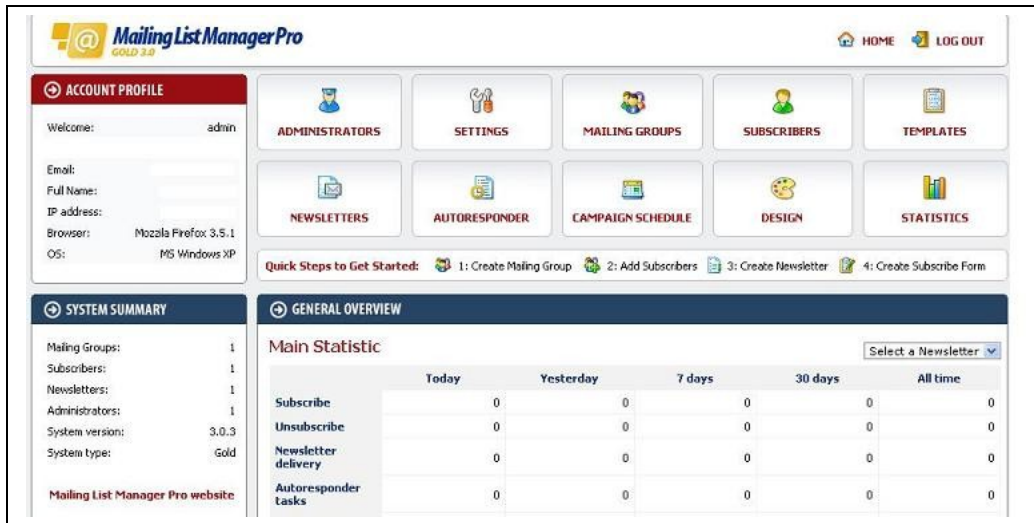 Mailing List Manager Pro
GOLD 3.0
HOME LOG OUT
ACCOUNT PROFILE
Welcome: admin
Email:
Full Name:
IP address:
Browser: Mozzila Firefox 3.5.1
OS: MS Windows XP
ADMINISTRATORS SETTINGS MAILING GROUPS SUBSCRIBERS TEMPLATES
NEWSLETTERS AUTORESPONDER CAMPAIGN SCHEDULE DESIGN STATISTICS
Quick Steps to Get Started: 1: Create Mailing Group 2: Add Subscribers 3: Create Newsletter 4: Create Subscribe Form
SYSTEM SUMMARY
Mailing Groups: 1
Subscribers: 1
Newsletters: 1
Administrators: 1
System version: 3.0.3
System type: Gold
Mailing List Manager Pro website
GENERAL OVERVIEW
Main Statistic Select a Newsletter
Today Yesterday 7 days 30 days All time
Subscribe 0 0 0 0 0
Unsubscribe 0 0 0 0 0
Newsletter
delivery 0 0 0 0 0
Autoresponder
tasks 0 0 0 0 0